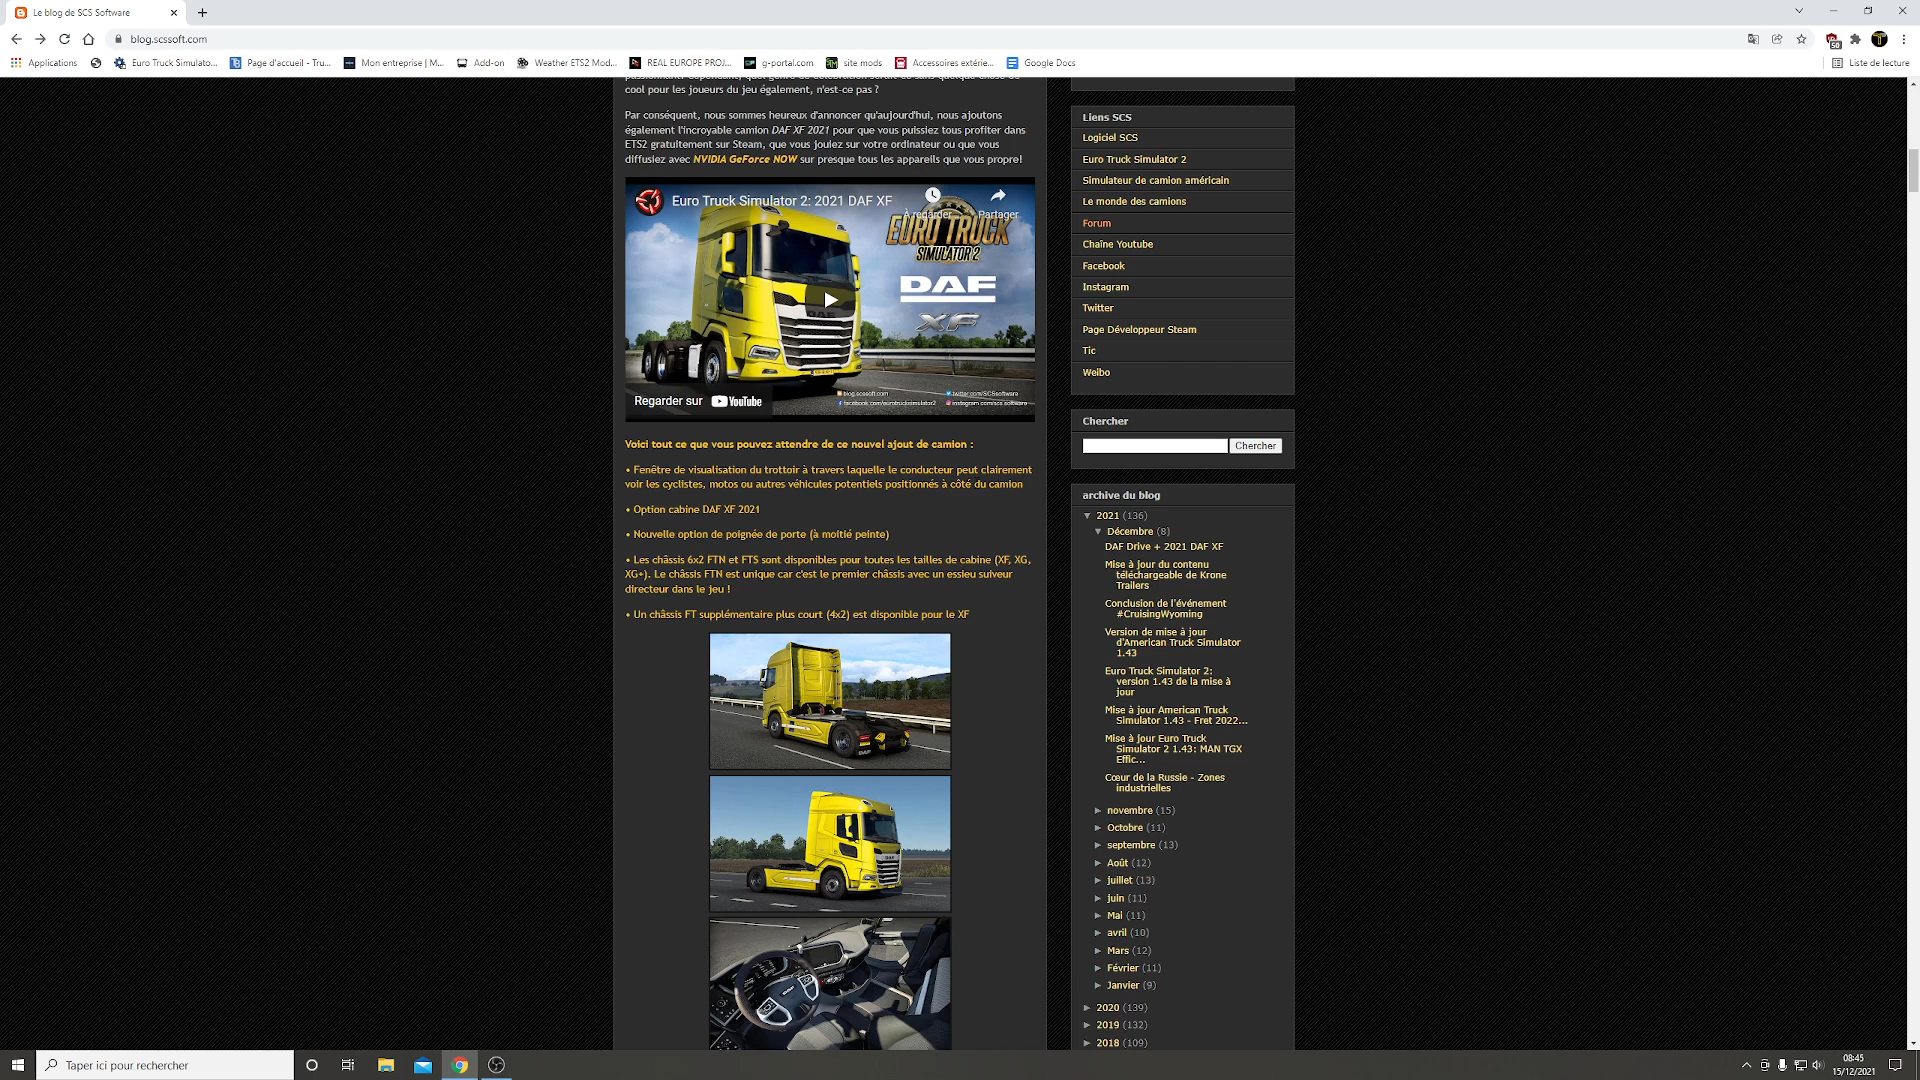 Le blog de SCS Software
blog.scssoft.com
50
Applications
Euro Truck Simulato...
Page d'accueil - Tru...
Mon entreprise | M...
Add-on
Weather ETS2 Mod...
REAL EUROPE PROJ...
g-portal.com
site mods
Accessoires extérie...
Google Docs
Liste de lecture
cool pour les joueurs du jeu également, n'est-ce pas ?
Par conséquent, nous sommes heureux d'annoncer qu'aujourd'hui, nous ajoutons
également l'incroyable camion DAF XF 2021 pour que vous puissiez tous profiter dans
ETS2 gratuitement sur Steam, que vous jouiez sur votre ordinateur ou que vous
diffusiez avec NVIDIA GeForce NOW sur presque tous les appareils que vous propre!
Euro Truck Simulator 2: 2021 DAF XF
À regarder...
Partager
EURO TRUCK
SIMULATOR 2
DAF
XF
Regarder sur YouTube
blog.scssoft.com
twitter.com/SCSsoftware
facebook.com/eurotrucksimulator2
instagram.com/scs.software
Voici tout ce que vous pouvez attendre de ce nouvel ajout de camion :
• Fenêtre de visualisation du trottoir à travers laquelle le conducteur peut clairement
voir les cyclistes, motos ou autres véhicules potentiels positionnés à côté du camion
• Option cabine DAF XF 2021
• Nouvelle option de poignée de porte (à moitié peinte)
• Les châssis 6x2 FTN et FTS sont disponibles pour toutes les tailles de cabine (XF, XG,
XG+). Le châssis FTN est unique car c'est le premier châssis avec un essieu suiveur
directeur dans le jeu !
• Un châssis FT supplémentaire plus court (4x2) est disponible pour le XF
Liens SCS
Logiciel SCS
Euro Truck Simulator 2
Simulateur de camion américain
Le monde des camions
Forum
Chaîne Youtube
Facebook
Instagram
Twitter
Page Développeur Steam
Tic
Weibo
Chercher
Chercher
archive du blog
▼ 2021 (136)
▼ Décembre (8)
DAF Drive + 2021 DAF XF
Mise à jour du contenu
téléchargeable de Krone
Trailers
Conclusion de l'événement
#CruisingWyoming
Version de mise à jour
d'American Truck Simulator
1.43
Euro Truck Simulator 2:
version 1.43 de la mise à
jour
Mise à jour American Truck
Simulator 1.43 - Fret 2022...
Mise à jour Euro Truck
Simulator 2 1.43: MAN TGX
Effic...
Cœur de la Russie - Zones
industrielles
► novembre (15)
► Octobre (11)
► septembre (13)
► Août (12)
► juillet (13)
► juin (11)
► Mai (11)
► avril (10)
► Mars (12)
► Février (11)
► Janvier (9)
► 2020 (139)
► 2019 (132)
► 2018 (109)
Taper ici pour rechercher
08:45
15/12/2021